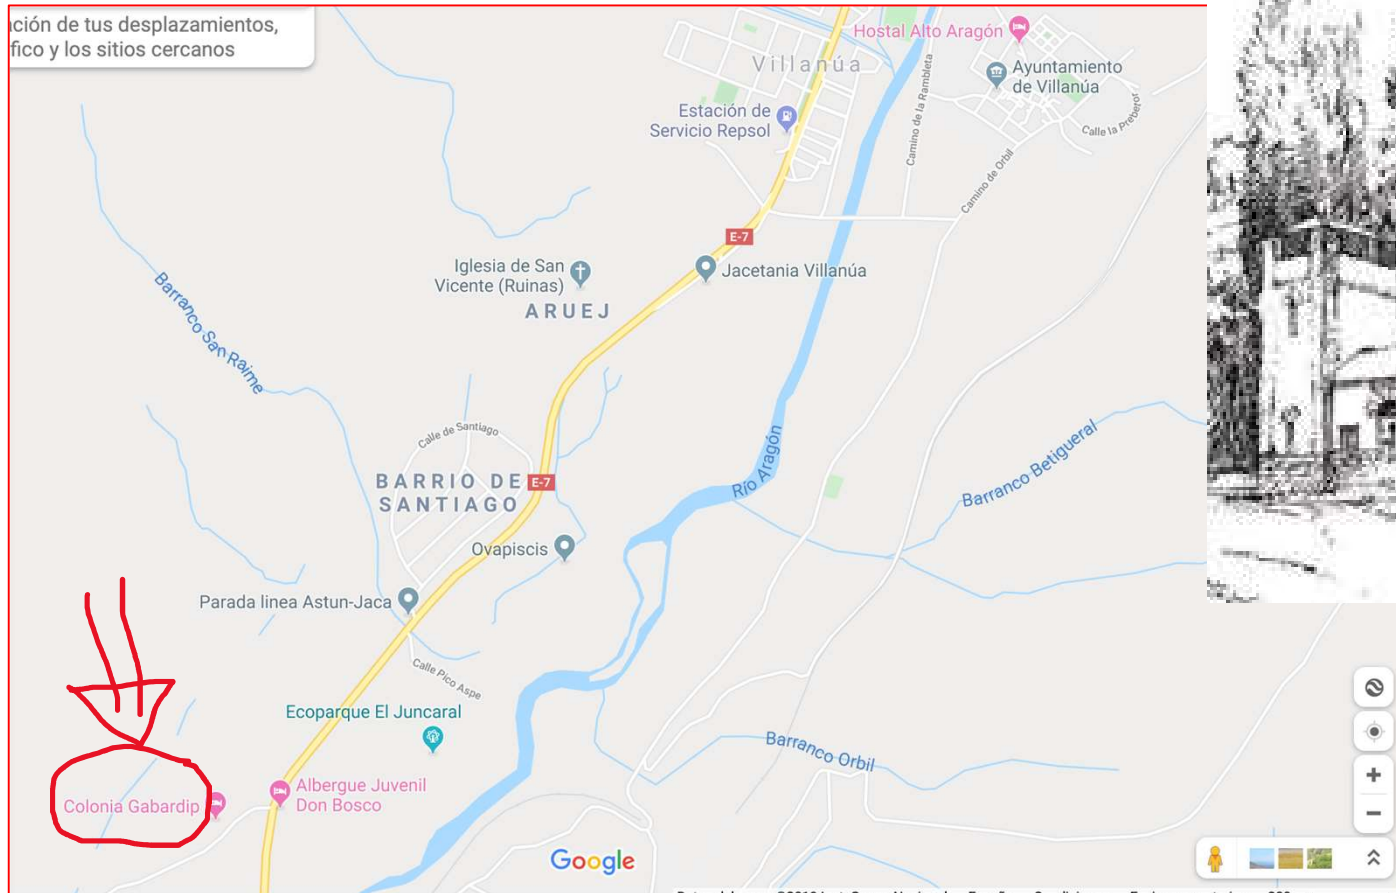 ción de tus desplazamientos,
fico y los sitios cercanos
Hostal Alto Aragón
Villanúa
Ayuntamiento
de Villanúa
Estación de
Servicio Repsol
Camino de la Rambleta
Calle la Preberor
Camino de Orbil
E-7
Iglesia de San
Vicente (Ruinas)
Jacetania Villanúa
ARUEJ
Barranco San Raime
Calle de Santiago
BARRIO DE
SANTIAGO
E-7
Río Aragón
Barranco Betigueral
Ovapiscis
Parada linea Astun-Jaca
Calle Pico Aspe
Ecoparque El Juncaral
Barranco Orbil
Colonia Gabardip
Albergue Juvenil
Don Bosco
Google